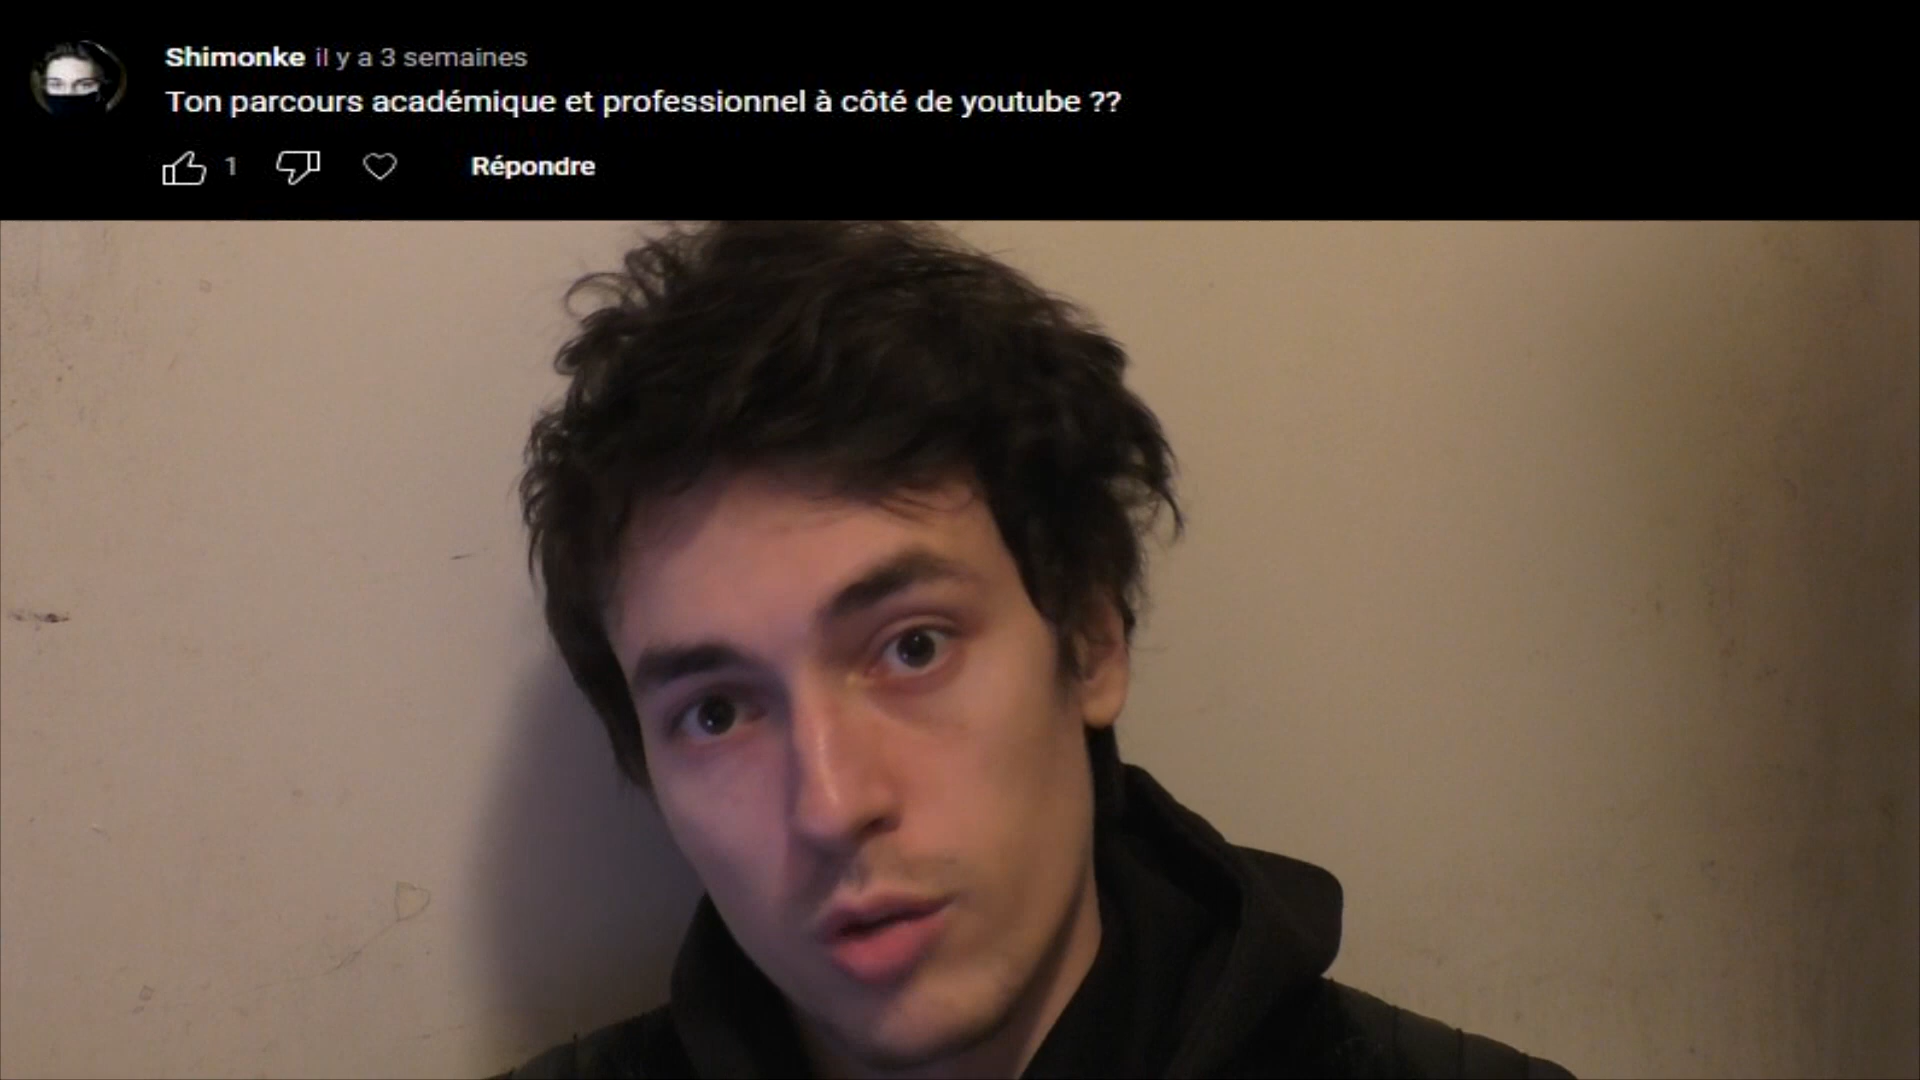 Shimonke il y a 3 semaines
Ton parcours académique et professionnel à côté de youtube ??
1
Répondre